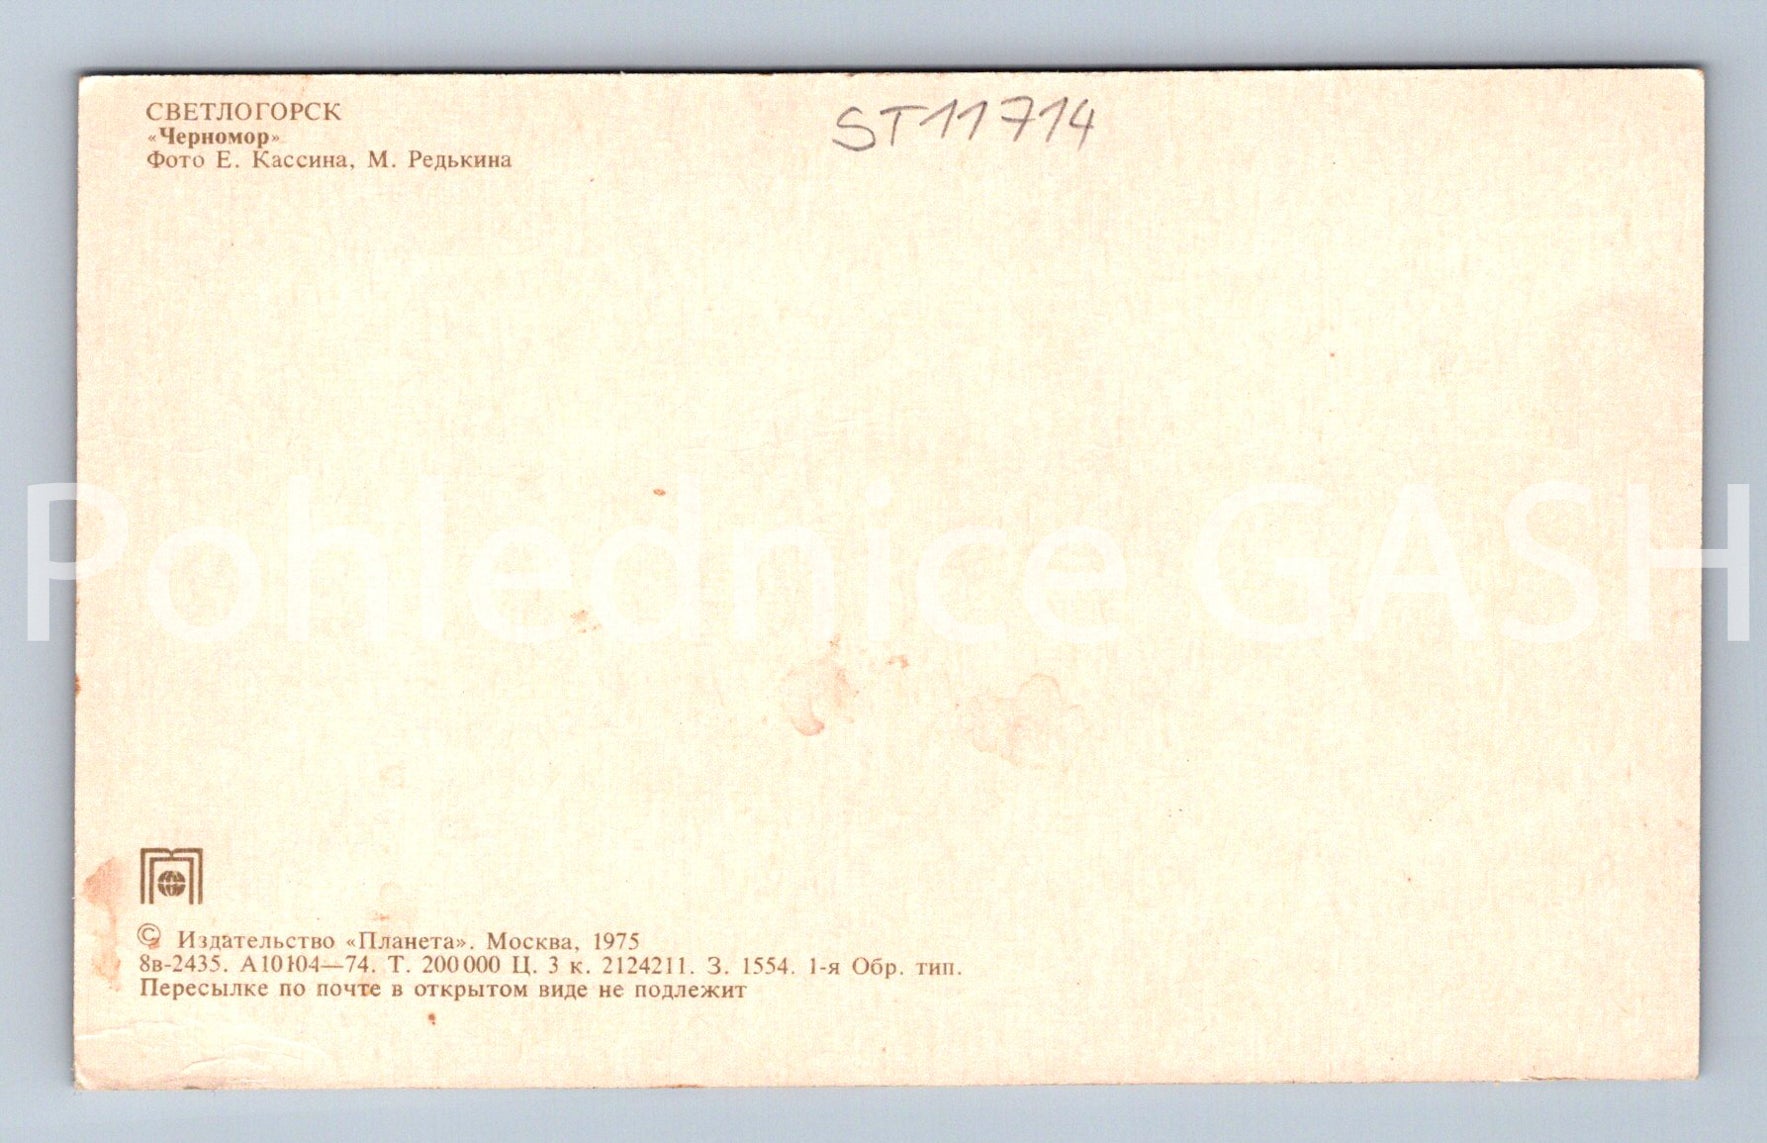 СВЕТЛОГОРСК
«Черномор»
Фото Е. Кассина, М. Редькина
ST11714
Pohlednice GASH
© Издательство «Планета». Москва, 1975
8в-2435. А10104—74. Т. 200 000 Ц. 3 к. 2124211. З. 1554. 1-я Обр. тип.
Пересылке по почте в открытом виде не подлежит